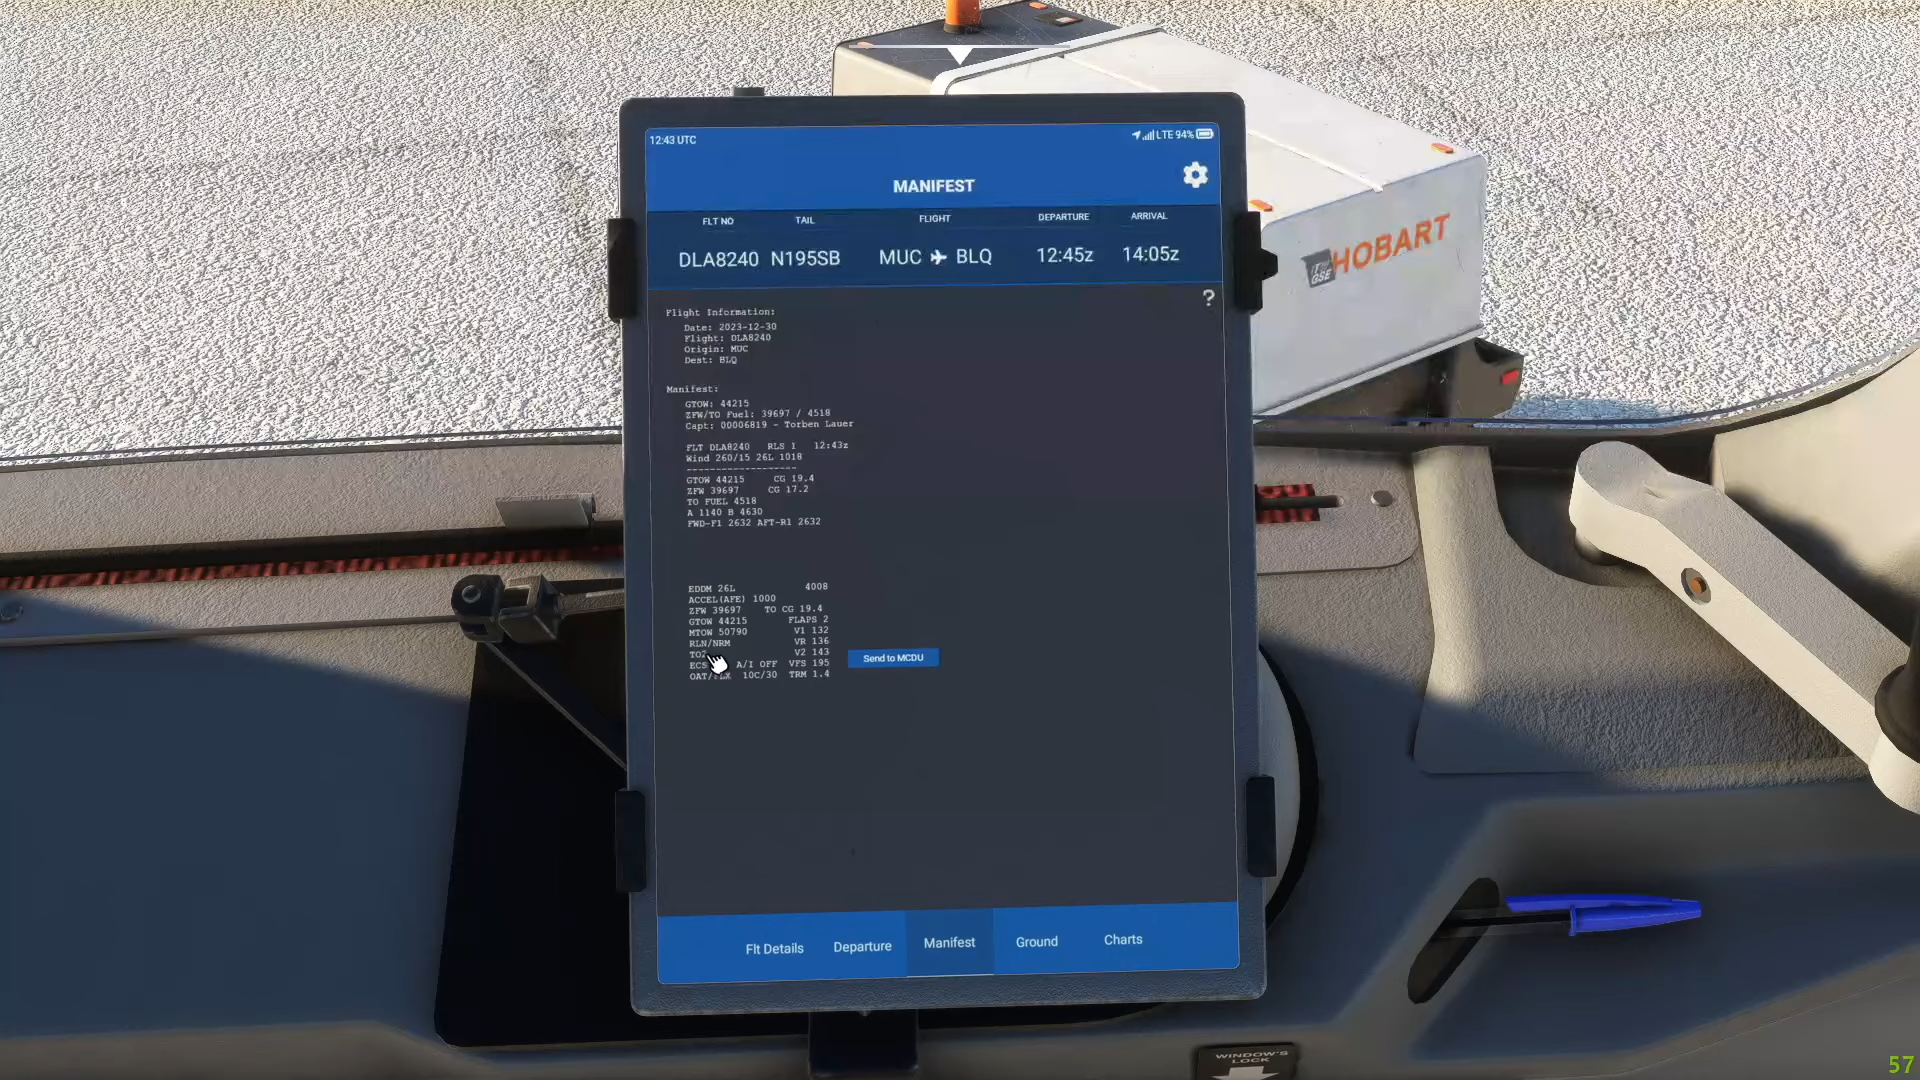 12:43 UTC
LTE 94%
MANIFEST
FLT NO TAIL FLIGHT DEPARTURE ARRIVAL
DLA8240 N195SB MUC BLQ 12:45z 14:05z
?
Flight Information:
Date: 2023-12-30
Flight: DLA8240
Origin: MUC
Dest: BLQ
Manifest:
GTOW: 44215
ZFW/TO Fuel: 39697 / 4518
Capt: 00006819 - Torben Lauer
FLT DLA8240 RLS 1 12:43z
Wind 260/15 26L 1018
--------------------
GTOW 44215 CG 19.4
ZFW 39697 CG 17.2
TO FUEL 4518
A 1140 B 4630
FWD-F1 2632 AFT-R1 2632
EDDM 26L 4008
ACCEL(AFE) 1000
ZFW 39697 TO CG 19.4
GTOW 44215 FLAPS 2
MTOW 50790 V1 132
RLN/NRM VR 136
V2 143
A/I OFF VFS 195
10C/30 TRM 1.4
Send to MCDU
Flt Details Departure Manifest Ground Charts
ITW GSE HOBART
WINDOW'S
LOCK
57